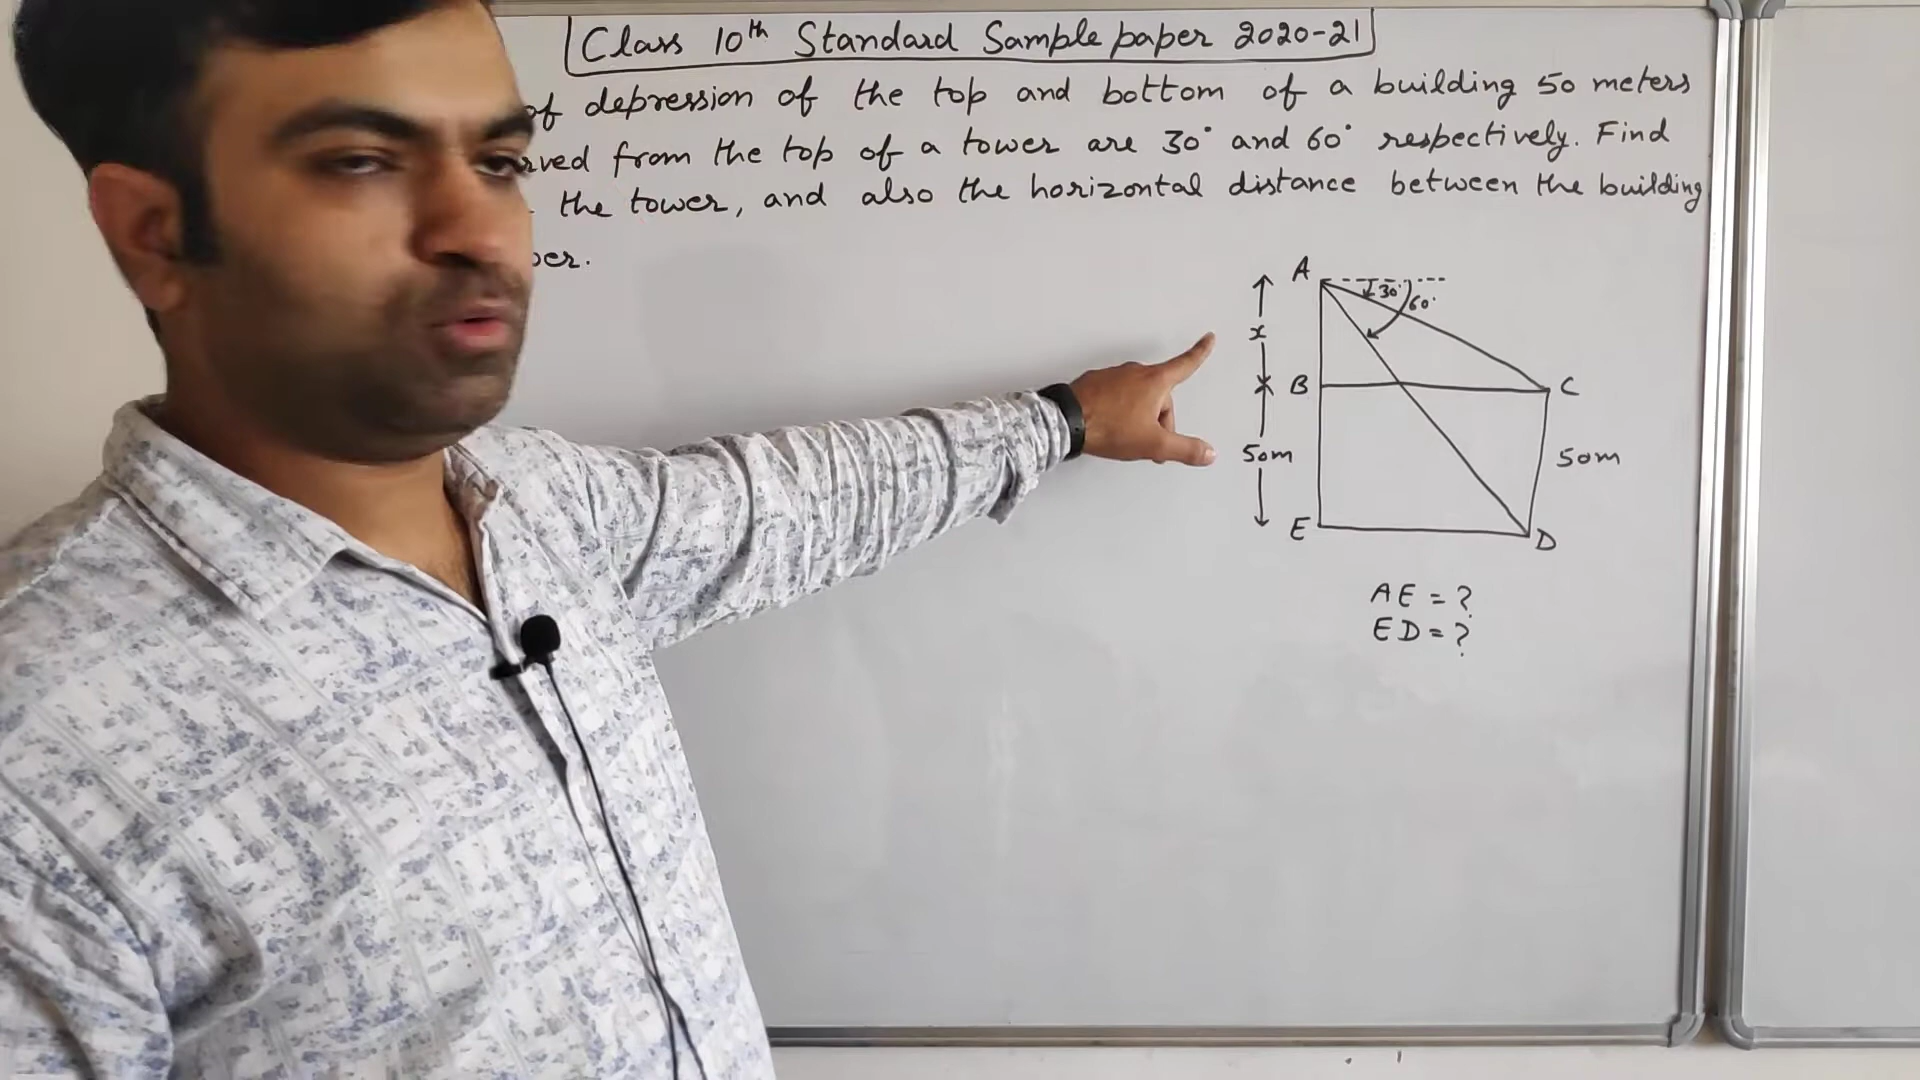 Class 10th Standard Sample paper 2020-21
of depression of the top and bottom of a building 50 meters
from the top of a tower are 30° and 60° respectively. Find
the tower, and also the horizontal distance between the building
A
30°
60°
x
B
C
50m
50m
E
D
AE = ?
ED = ?